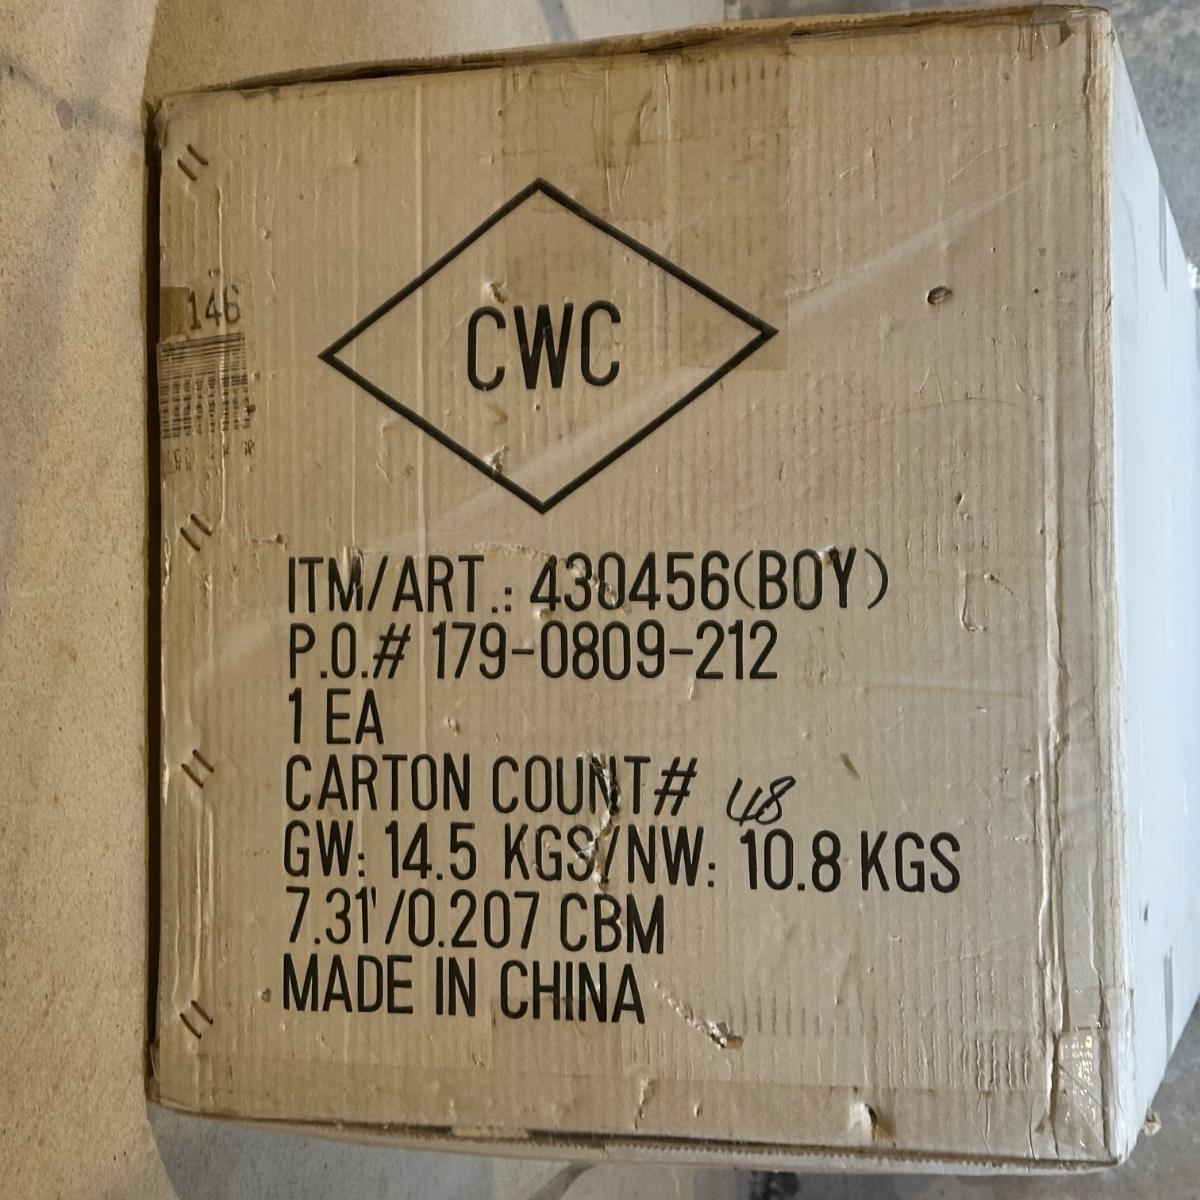 146
CWC
ITM/ART.: 430456(BOY)
P.O.# 179-0809-212
1 EA
CARTON COUNT# 48
GW: 14.5 KGS/NW: 10.8 KGS
7.31'/0.207 CBM
MADE IN CHINA